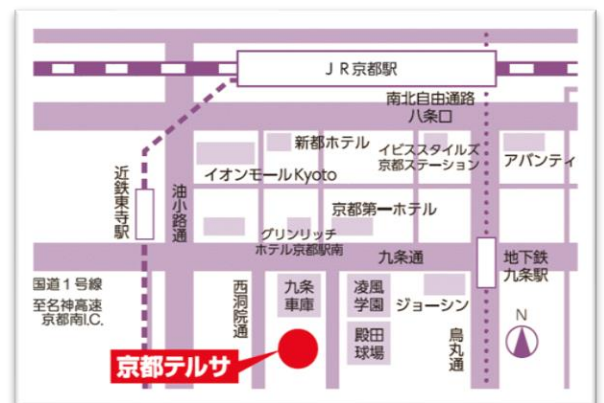 JR京都駅
南北自由通路
八条口
新都ホテル
イビススタイルズ
京都ステーション
アバンティ
イオンモールKyoto
近鉄東寺駅
油小路通
京都第一ホテル
グリンリッチ
ホテル京都駅南
九条通
地下鉄
九条駅
国道1号線
至名神高速
京都南I.C.
西洞院通
九条
車庫
凌風
学園
ジョーシン
殿田
球場
烏丸通
N
京都テルサ